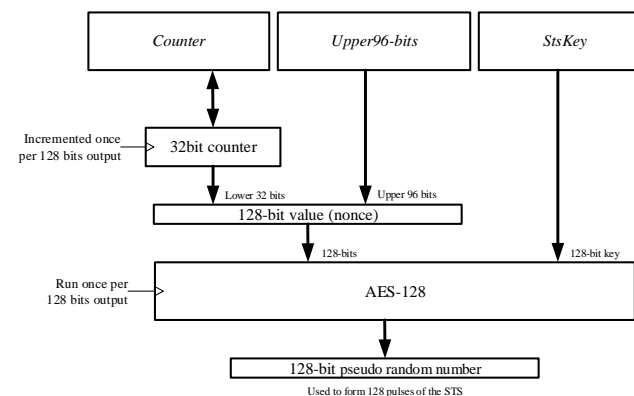 Counter
Upper96-bits
StsKey
Incremented once
per 128 bits output
32bit counter
Lower 32 bits
Upper 96 bits
128-bit value (nonce)
128-bits
128-bit key
Run once per
128 bits output
AES-128
128-bit pseudo random number
Used to form 128 pulses of the STS